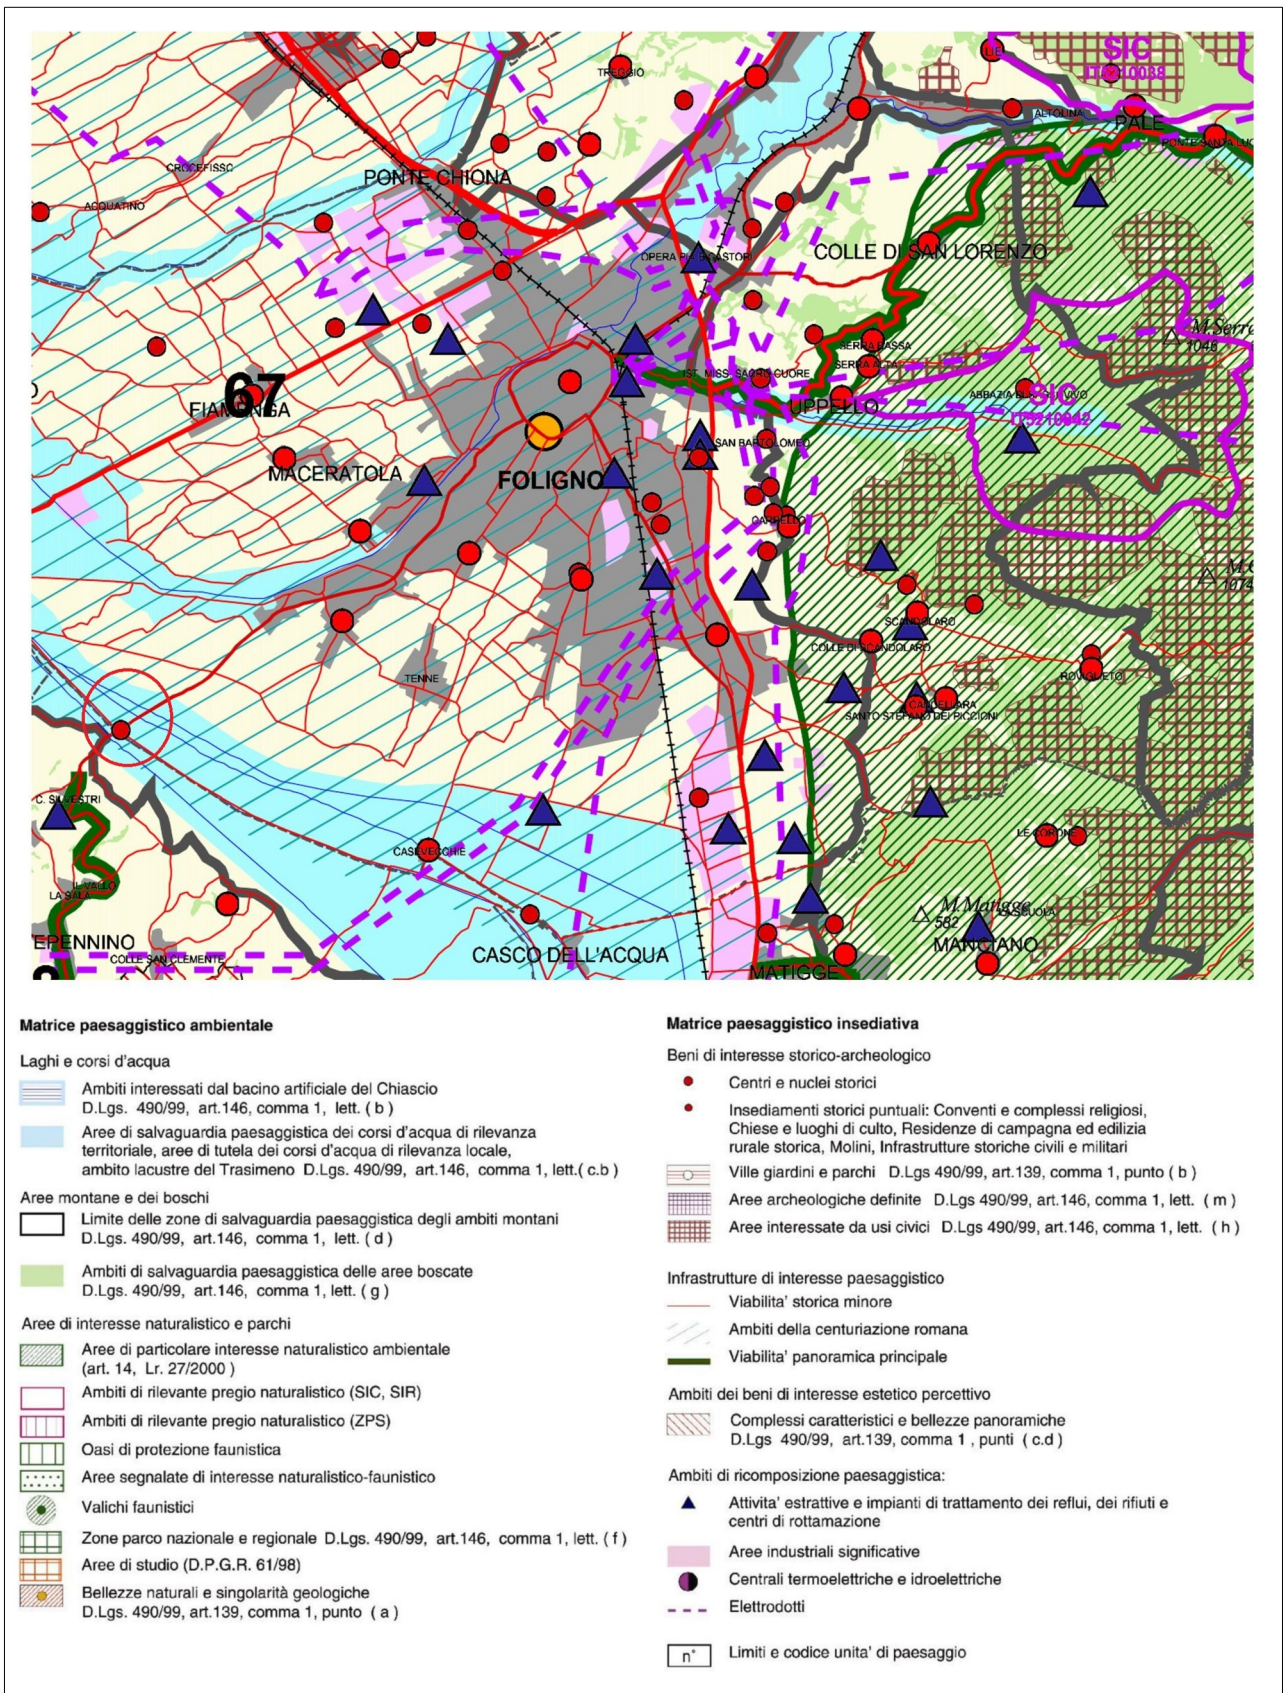 SIC
IT5210038
LIE
TREGGIO
ALTOLINA
PALE
PONTE SANTA LUC
CROCEFISSO
PONTE CHIONA
ACQUATINO
COLLE DI SAN LORENZO
OPERA PIA
M.Serra
1046
SERRA BASSA
SERRA ALTA
IST. MISS. SACRO CUORE
67
FIAMENGA
UPPELLO
SIC
IT5210042
SAN BARTOLOMEO
MACERATOLA
FOLIGNO
1074
SCANDOLARO
COLLE DI SCANDOLARO
ROVIGLIETO
TENNE
CANCELLARA
SANTO STEFANO DEI PICCIONI
C. SILVESTRI
LE CORONE
CASEVECCHIE
IL VALLO
LA SALA
M.Matigge
582
EPENNINO
COLLE SAN CLEMENTE
CASCO DELL'ACQUA
MANCIANO
MATIGGE
Matrice paesaggistico ambientale
Laghi e corsi d'acqua
Ambiti interessati dal bacino artificiale del Chiascio
D.Lgs. 490/99, art.146, comma 1, lett. ( b )
Aree di salvaguardia paesaggistica dei corsi d'acqua di rilevanza
territoriale, aree di tutela dei corsi d'acqua di rilevanza locale,
ambito lacustre del Trasimeno D.Lgs. 490/99, art.146, comma 1, lett.( c.b )
Aree montane e dei boschi
Limite delle zone di salvaguardia paesaggistica degli ambiti montani
D.Lgs. 490/99, art.146, comma 1, lett. ( d )
Ambiti di salvaguardia paesaggistica delle aree boscate
D.Lgs. 490/99, art.146, comma 1, lett. ( g )
Aree di interesse naturalistico e parchi
Aree di particolare interesse naturalistico ambientale
(art. 14, Lr. 27/2000 )
Ambiti di rilevante pregio naturalistico (SIC, SIR)
Ambiti di rilevante pregio naturalistico (ZPS)
Oasi di protezione faunistica
Aree segnalate di interesse naturalistico-faunistico
Valichi faunistici
Zone parco nazionale e regionale D.Lgs. 490/99, art.146, comma 1, lett. ( f )
Aree di studio (D.P.G.R. 61/98)
Bellezze naturali e singolarità geologiche
D.Lgs. 490/99, art.139, comma 1, punto ( a )
Matrice paesaggistico insediativa
Beni di interesse storico-archeologico
Centri e nuclei storici
Insediamenti storici puntuali: Conventi e complessi religiosi,
Chiese e luoghi di culto, Residenze di campagna ed edilizia
rurale storica, Molini, Infrastrutture storiche civili e militari
Ville giardini e parchi D.Lgs 490/99, art.139, comma 1, punto ( b )
Aree archeologiche definite D.Lgs 490/99, art.146, comma 1, lett. ( m )
Aree interessate da usi civici D.Lgs 490/99, art.146, comma 1, lett. ( h )
Infrastrutture di interesse paesaggistico
Viabilita' storica minore
Ambiti della centuriazione romana
Viabilita' panoramica principale
Ambiti dei beni di interesse estetico percettivo
Complessi caratteristici e bellezze panoramiche
D.Lgs 490/99, art.139, comma 1 , punti ( c.d )
Ambiti di ricomposizione paesaggistica:
Attivita' estrattive e impianti di trattamento dei reflui, dei rifiuti e
centri di rottamazione
Aree industriali significative
Centrali termoelettriche e idroelettriche
Elettrodotti
n° Limiti e codice unita' di paesaggio